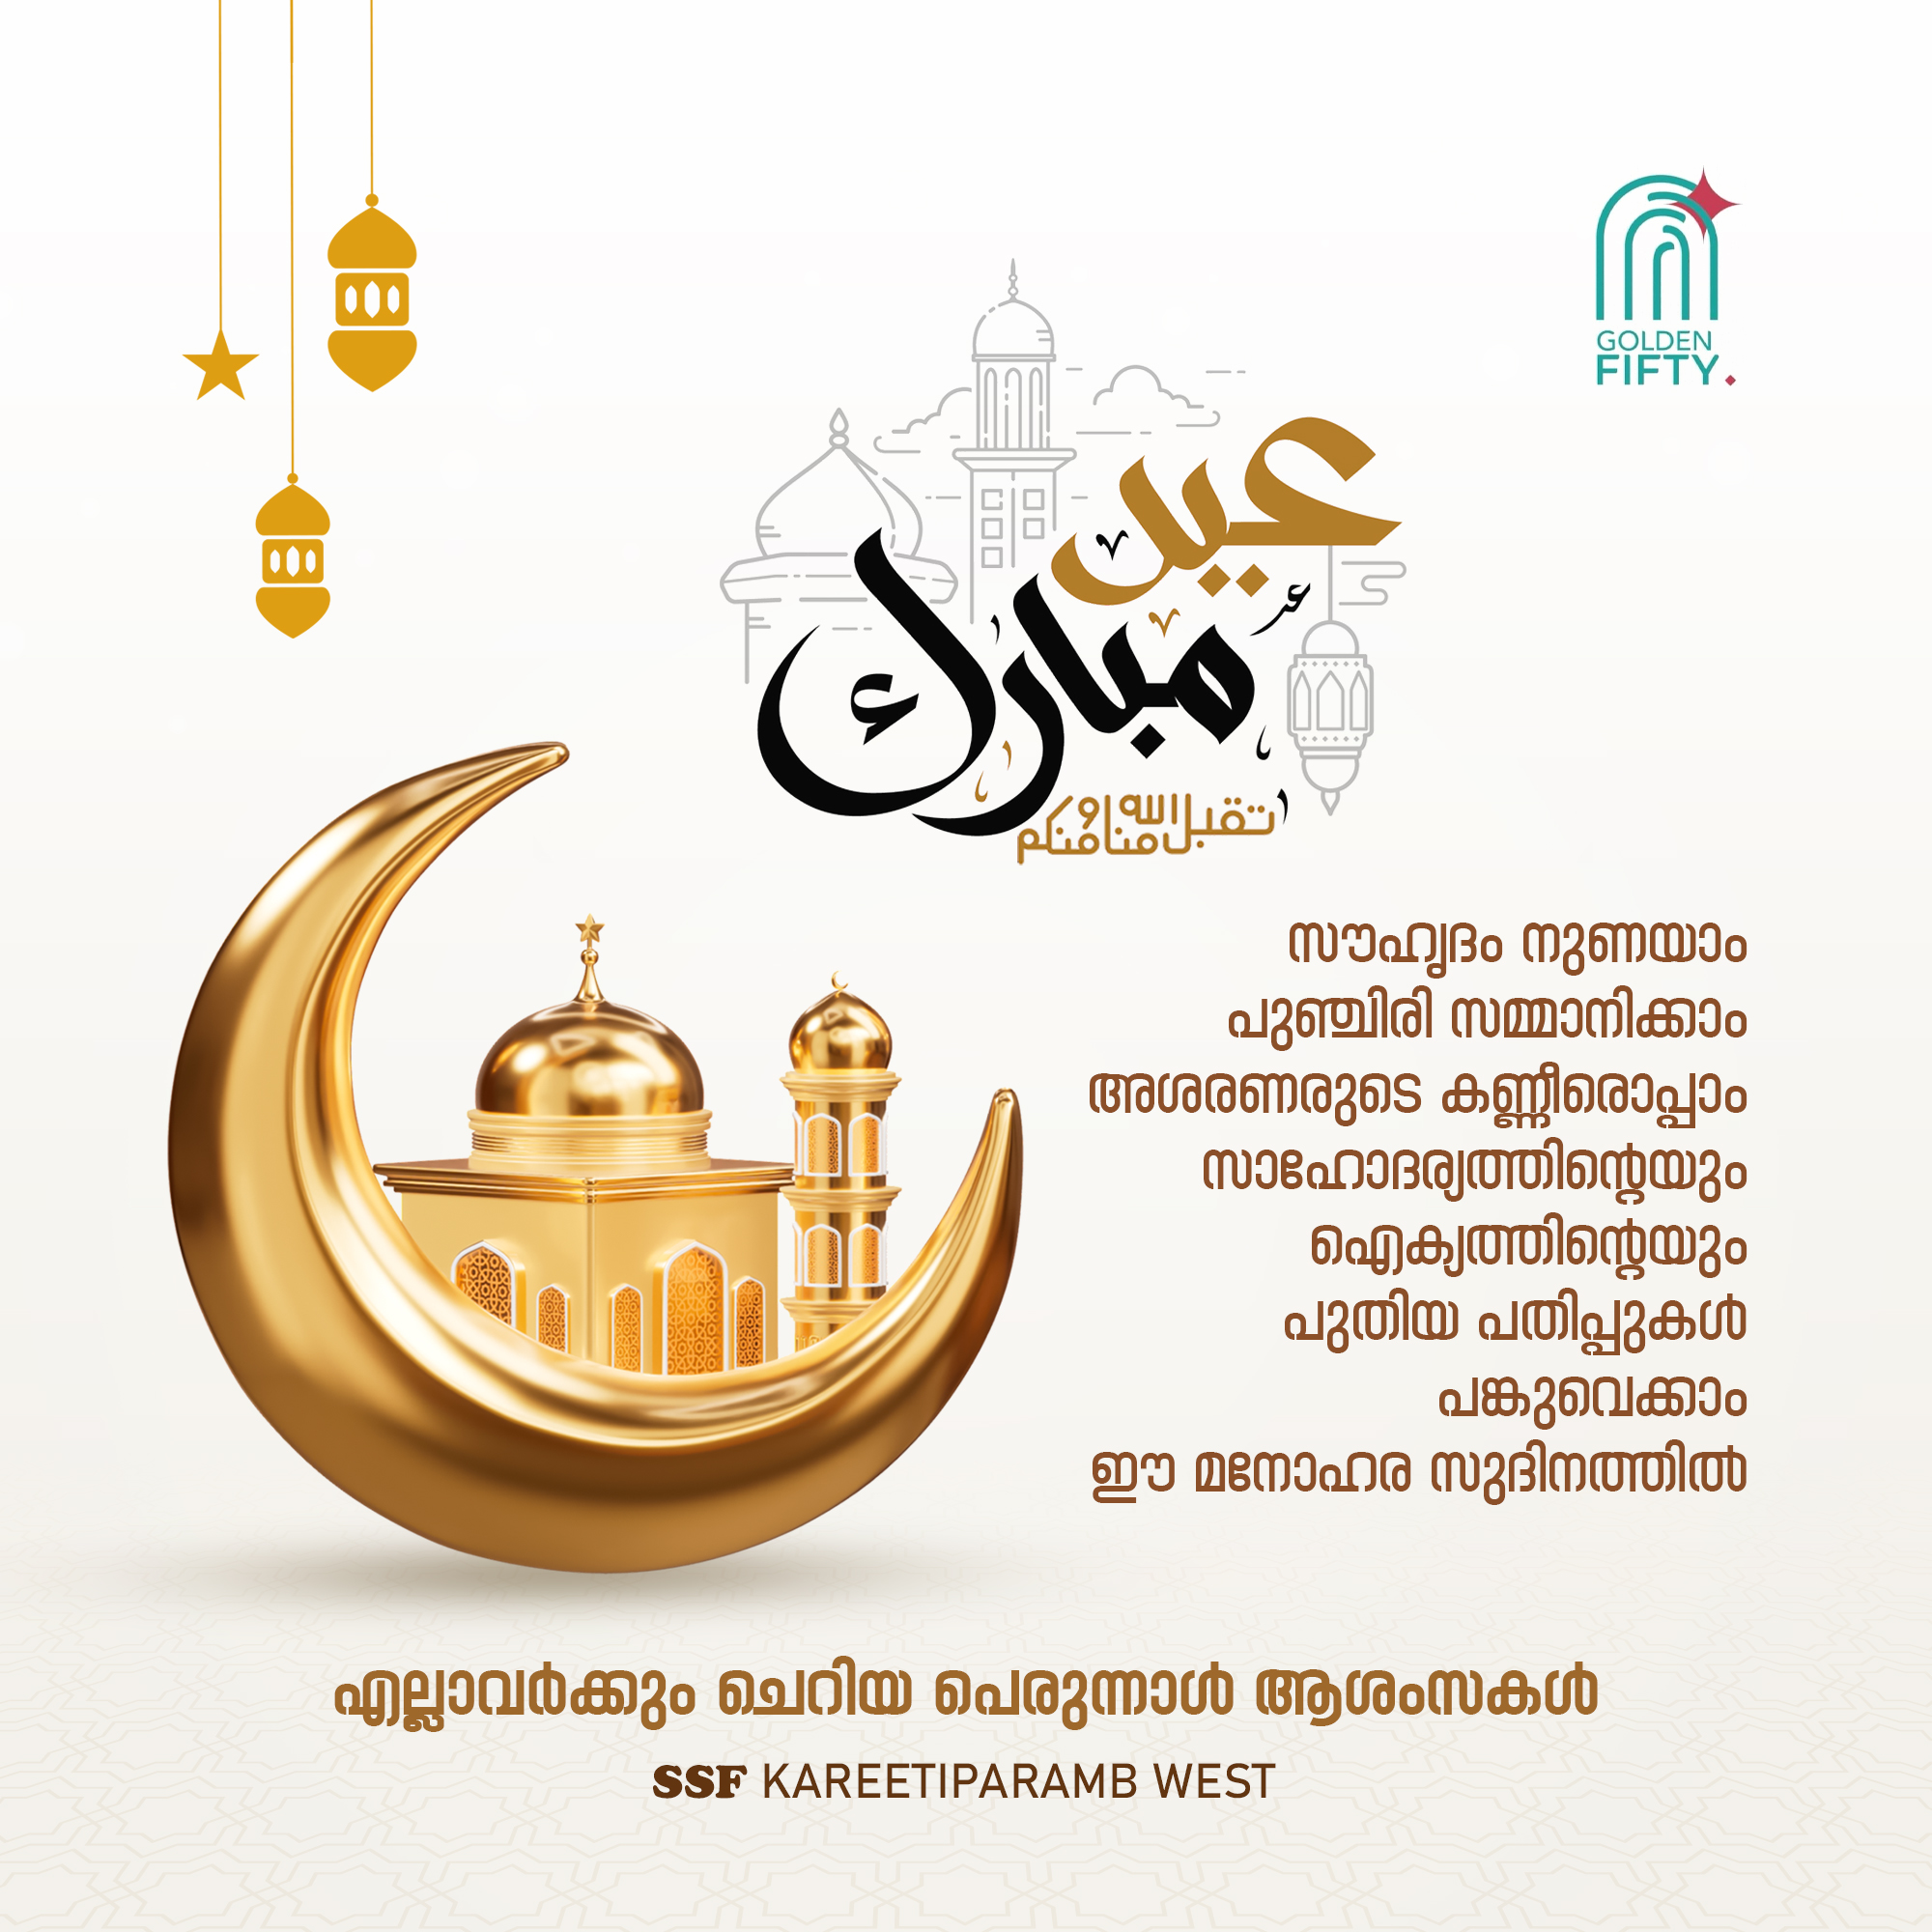 GOLDEN
FIFTY
عيد
مبارك
تقبل الله منا ومنكم
സൗഹൃദം നുണയാം
പുഞ്ചിരി സമ്മാനിക്കാം
അശരണരുടെ കണ്ണീരൊപ്പാം
സാഹോദര്യത്തിന്റെയും
ഐക്യത്തിന്റെയും
പുതിയ പതിപ്പുകൾ
പങ്കുവെക്കാം
ഈ മനോഹര സുദിനത്തിൽ
എല്ലാവർക്കും ചെറിയ പെരുന്നാൾ ആശംസകൾ
SSF KAREETIPARAMB WEST